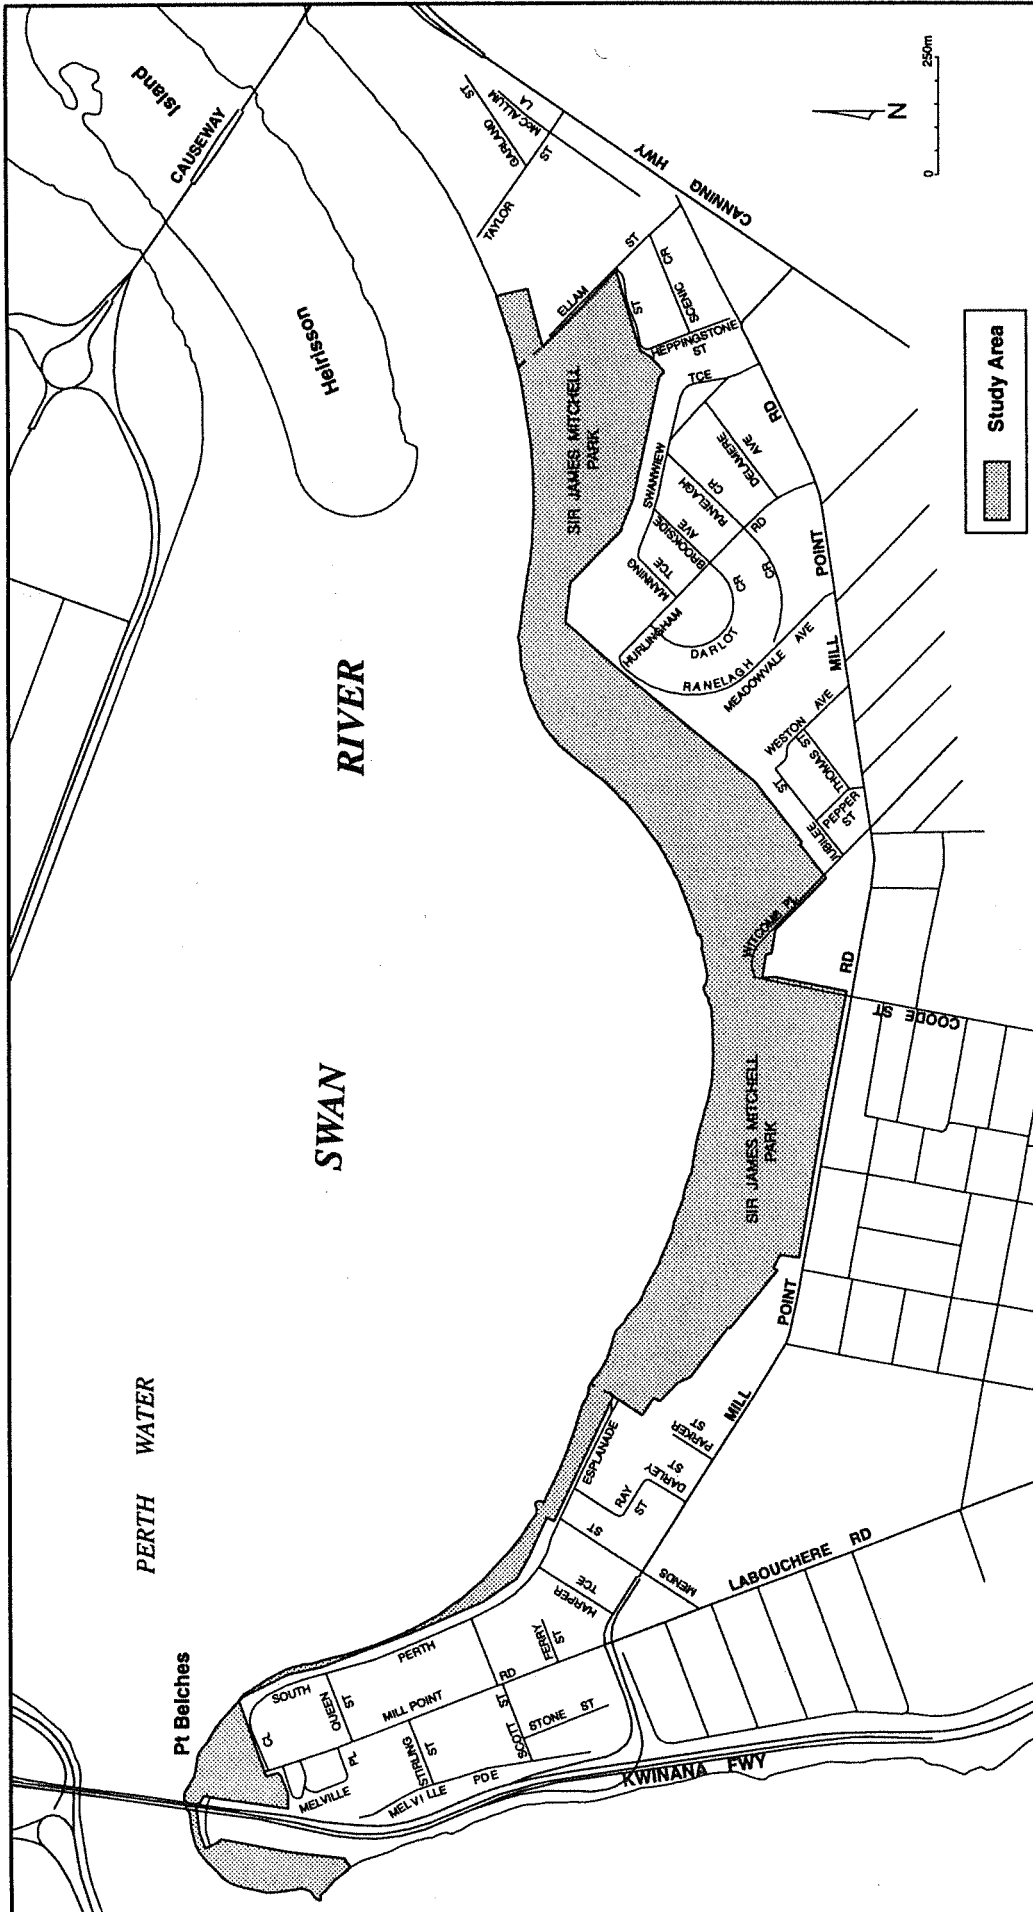 Island
CAUSEWAY
Heirisson
TAYLOR
ST
GARLAND
ST
McCALLUM
LA
CANNING
HWY
N
0
250m
ELLAM
ST
ST
SCENIC
CR
HEPPINGSTONE
ST
SIR JAMES MITCHELL
PARK
SWANVIEW
TCE
DELAMERE
AVE
RANELAGH
CR
BROOKSIDE
AVE
MANNING
TCE
HURLINGHAM
RD
DARLOT
CR
RANELAGH
CR
MEADOWVALE AVE
WESTON AVE
THOMAS ST
JUBILEE
ST
PEPPER
ST
MILL
POINT
RD
Study Area
SWAN
RIVER
WITCOMB PL
COODE ST
SIR JAMES MITCHELL
PARK
MILL
POINT
RD
PERTH WATER
ESPLANADE
PARKER
ST
DARLEY
ST
RAY
ST
MENDS
ST
HARPER
TCE
FERRY
ST
LABOUCHERE RD
Pt Belches
SOUTH
PERTH
QUEEN
ST
MILL POINT
RD
CL
PL
STIRLING
ST
SCOTT
ST
STONE ST
MELVILLE
MELVILLE PDE
KWINANA FWY